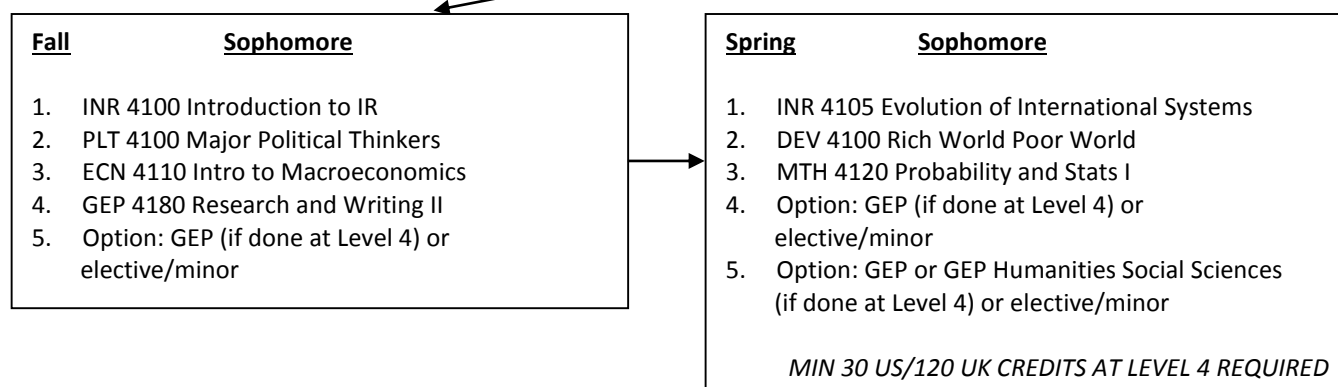 Fall Sophomore
1. INR 4100 Introduction to IR
2. PLT 4100 Major Political Thinkers
3. ECN 4110 Intro to Macroeconomics
4. GEP 4180 Research and Writing II
5. Option: GEP (if done at Level 4) or
elective/minor
Spring Sophomore
1. INR 4105 Evolution of International Systems
2. DEV 4100 Rich World Poor World
3. MTH 4120 Probability and Stats I
4. Option: GEP (if done at Level 4) or
elective/minor
5. Option: GEP or GEP Humanities Social Sciences
(if done at Level 4) or elective/minor
MIN 30 US/120 UK CREDITS AT LEVEL 4 REQUIRED